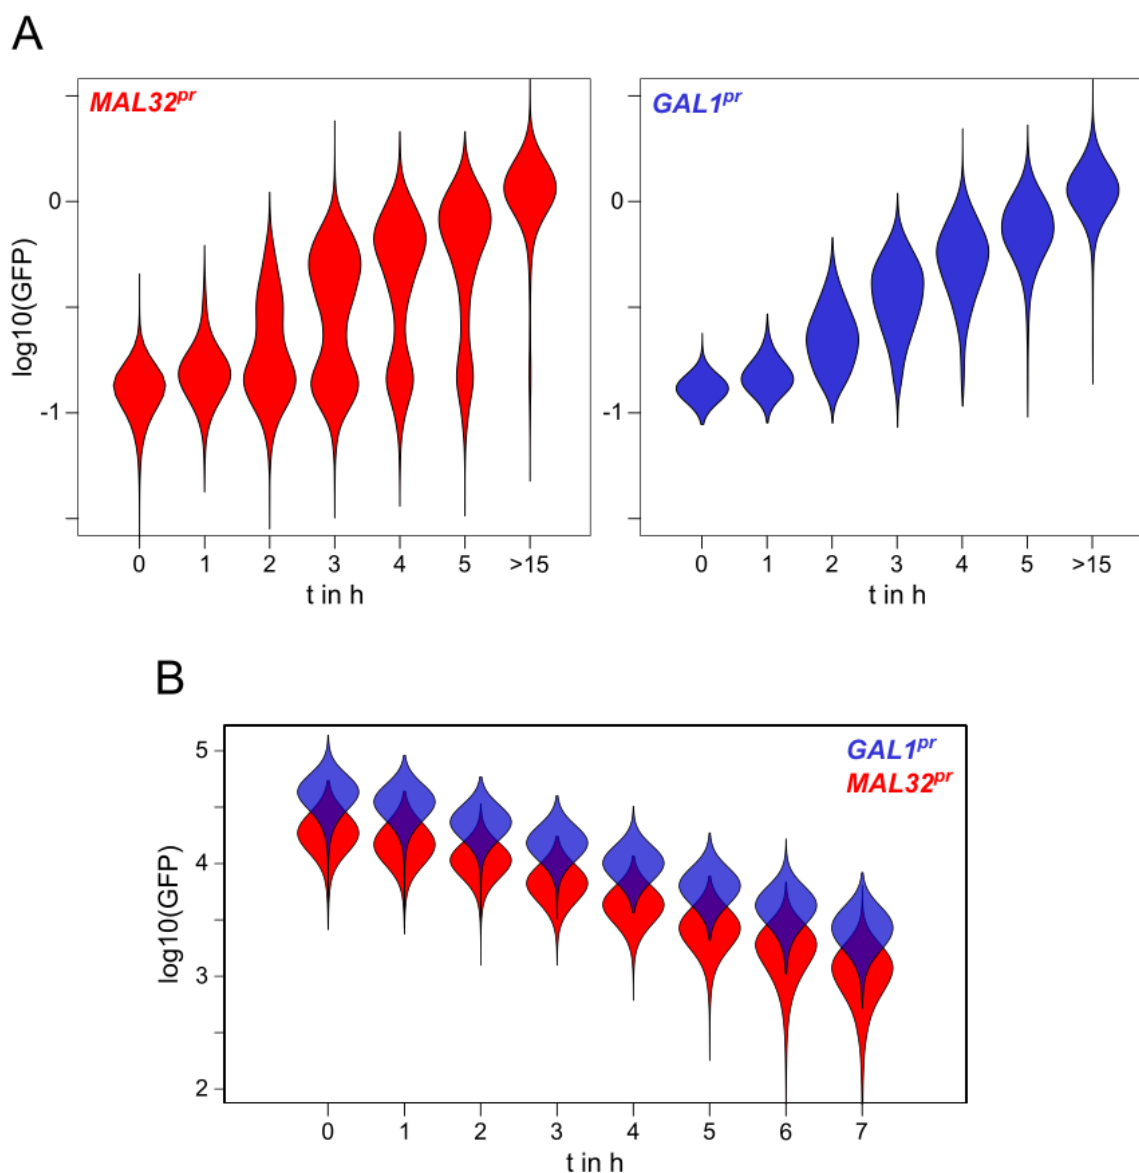 A
MAL32pr
GAL1pr
log10(GFP)
0
-1
0
-1
0 1 2 3 4 5 >15
0 1 2 3 4 5 >15
t in h
t in h
B
GAL1pr
MAL32pr
log10(GFP)
5
4
3
2
0 1 2 3 4 5 6 7
t in h